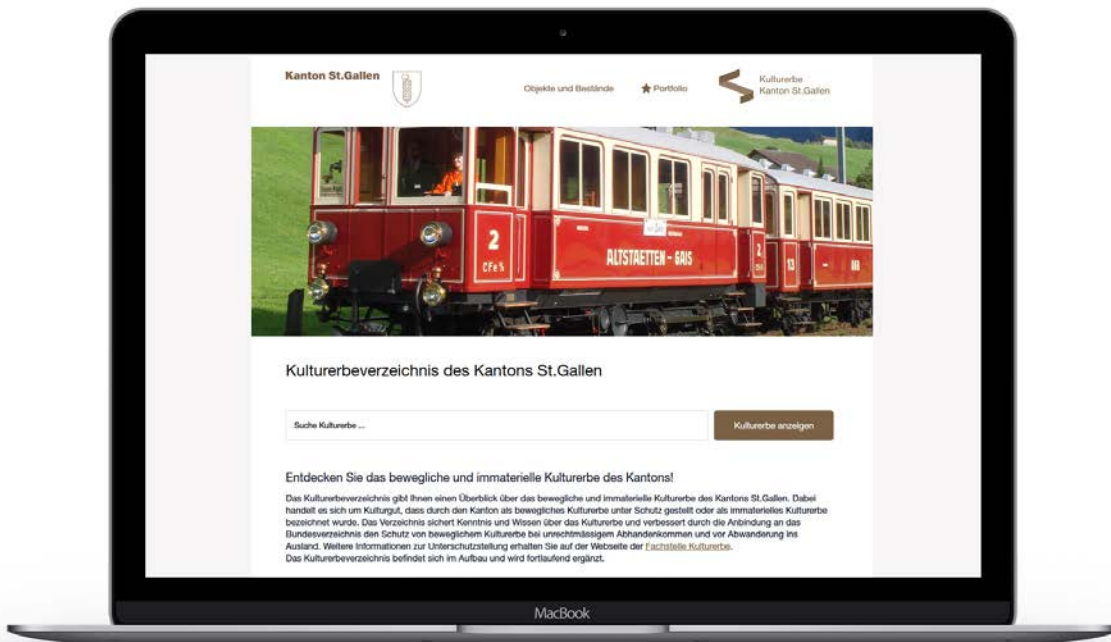 Kanton St.Gallen
Objekte und Bestände
Portfolio
Kulturerbe
Kanton St.Gallen
2
CFe ¾
ALTSTAETTEN - GAIS
2
13
Kulturerbeverzeichnis des Kantons St.Gallen
Suche Kulturerbe ...
Kulturerbe anzeigen
Entdecken Sie das bewegliche und immaterielle Kulturerbe des Kantons!
Das Kulturerbeverzeichnis gibt Ihnen einen Überblick über das bewegliche und immaterielle Kulturerbe des Kantons St.Gallen. Dabei
handelt es sich um Kulturgut, dass durch den Kanton als bewegliches Kulturerbe unter Schutz gestellt oder als immaterielles Kulturerbe
bezeichnet wurde. Das Verzeichnis sichert Kenntnis und Wissen über das Kulturerbe und verbessert durch die Anbindung an das
Bundesverzeichnis den Schutz von beweglichem Kulturerbe bei unrechtmässigem Abhandenkommen und vor Abwanderung ins
Ausland. Weitere Informationen zur Unterschutzstellung erhalten Sie auf der Webseite der Fachstelle Kulturerbe.
Das Kulturerbeverzeichnis befindet sich im Aufbau und wird fortlaufend ergänzt.
MacBook